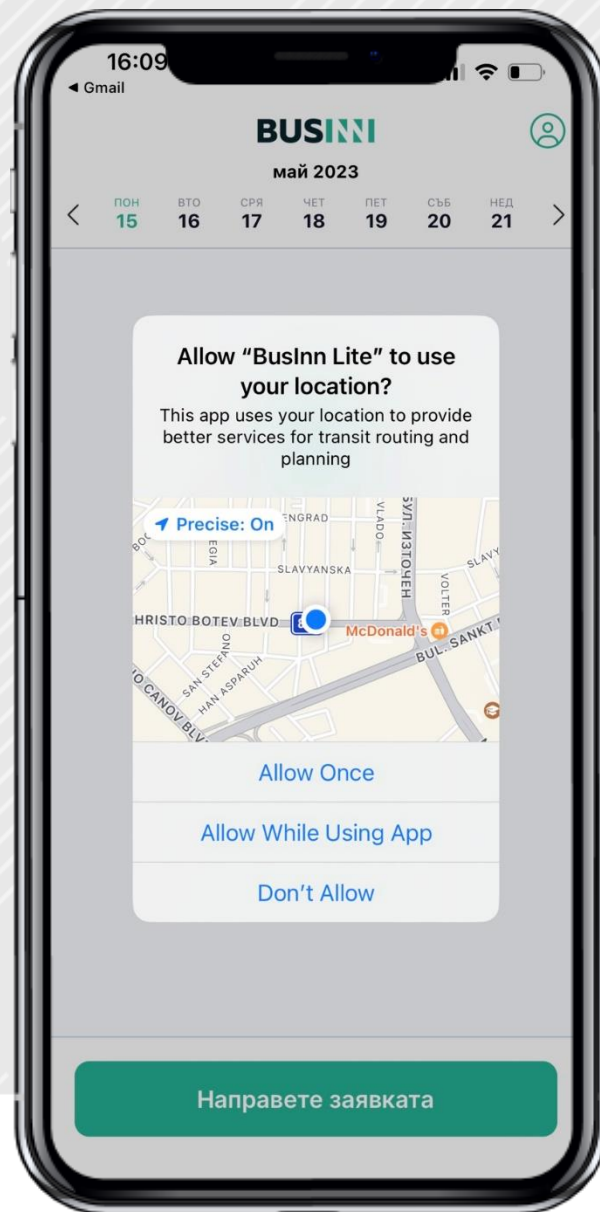 16:09
◀ Gmail
BUSINNI
май 2023
ПОН ВТО СРЯ ЧЕТ ПЕТ СЪБ НЕД
15 16 17 18 19 20 21
Allow “BusInn Lite” to use
your location?
This app uses your location to provide
better services for transit routing and
planning
Precise: On
ENGRAD
VLADO
БУЛ. ИЗТОЧЕН
EGIA
SLAVYANSKA
VOLTER
SLAVY
HRISTO BOTEV BLVD
8
McDonald's
BUL. SANKT
SAN STEFANO
HAN ASPARUH
O CANOV BLV
Allow Once
Allow While Using App
Don’t Allow
Направете заявката